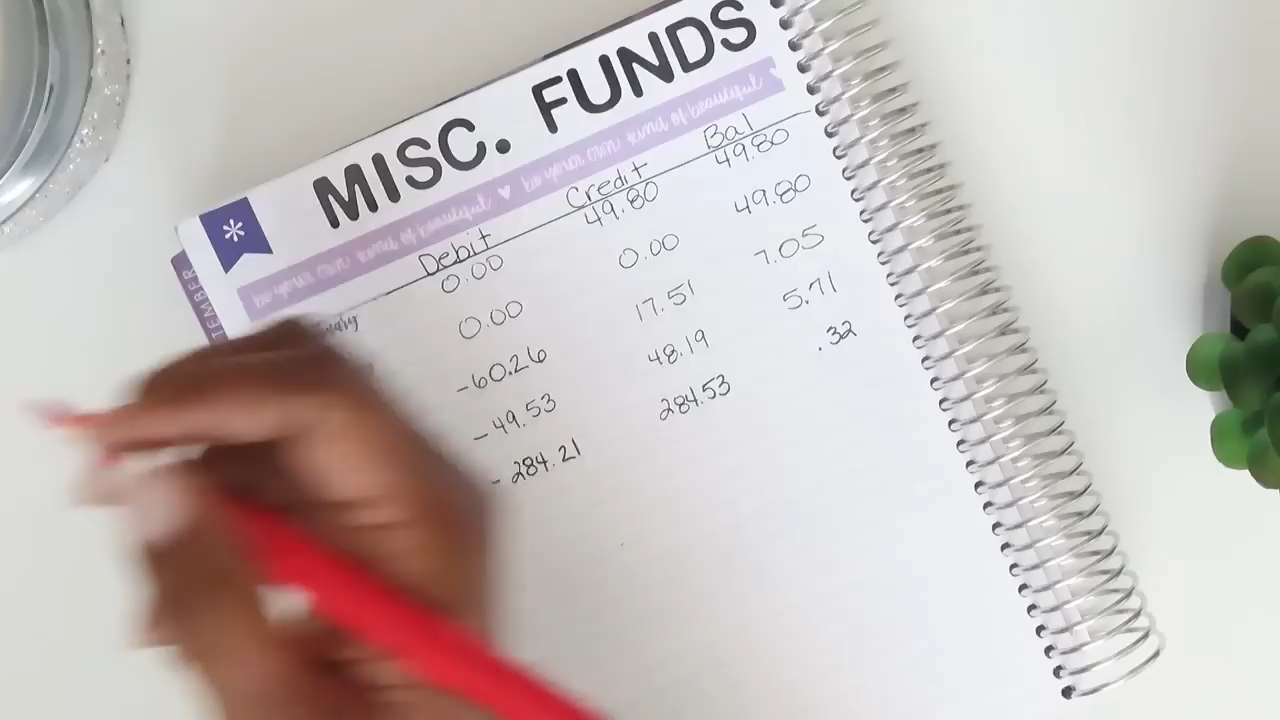 MISC. FUNDS
be your own kind of beautiful ♥ be your own kind of beautiful
*
TEMBER
Debit Credit Bal
0.00 49.80 49.80
0.00 0.00 49.80
-60.26 17.51 7.05
-49.53 48.19 5.71
-284.21 284.53 .32